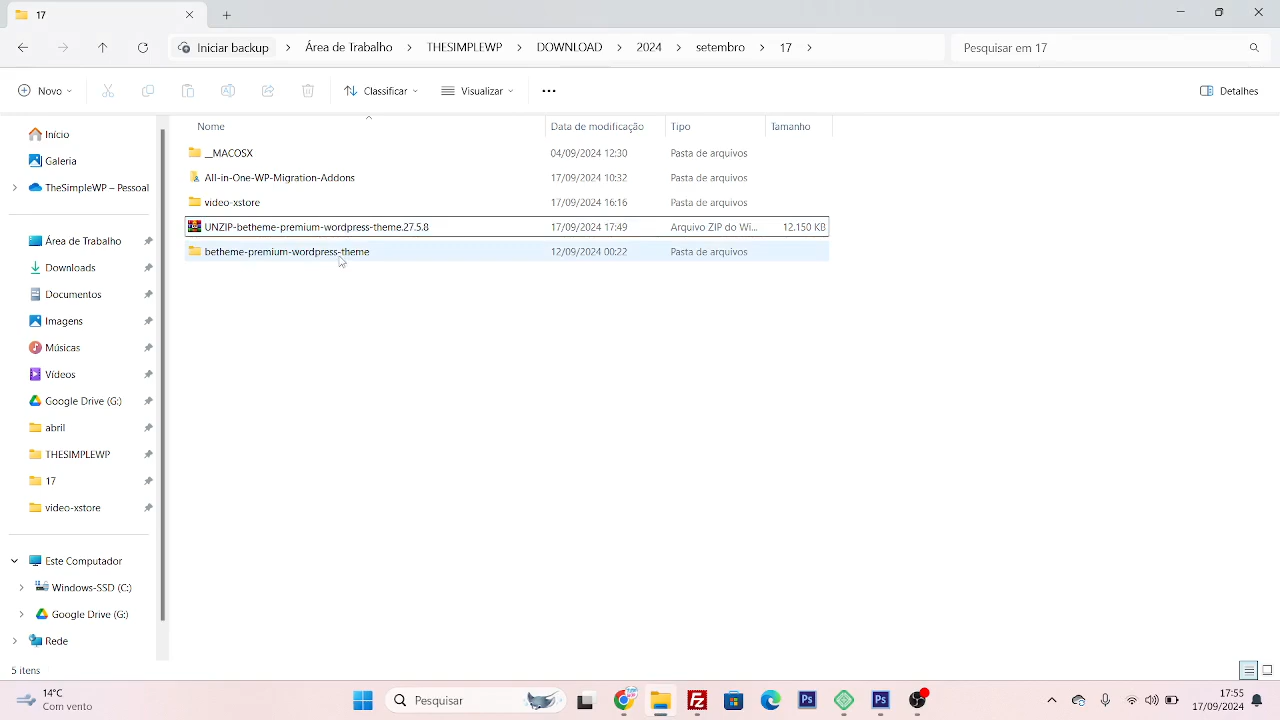 17
Iniciar backup > Área de Trabalho > THESIMPLEWP > DOWNLOAD > 2024 > setembro > 17 >
Pesquisar em 17
Novo
Classificar
Visualizar
Detalhes
Nome
Data de modificação
Tipo
Tamanho
__MACOSX 04/09/2024 12:30 Pasta de arquivos
All-in-One-WP-Migration-Addons 17/09/2024 10:32 Pasta de arquivos
video-xstore 17/09/2024 16:16 Pasta de arquivos
UNZIP-betheme-premium-wordpress-theme.27.5.8 17/09/2024 17:49 Arquivo ZIP do Wi... 12.150 KB
betheme-premium-wordpress-theme 12/09/2024 00:22 Pasta de arquivos
Início
Galeria
TheSimpleWP – Pessoal
Área de Trabalho
Downloads
Documentos
Imagens
Músicas
Vídeos
Google Drive (G:)
abril
THESIMPLEWP
17
video-xstore
Este Computador
Windows-SSD (C:)
Google Drive (G:)
Rede
5 itens
14°C
Com vento
Pesquisar
Fz
Ps
Ps
17:55
17/09/2024